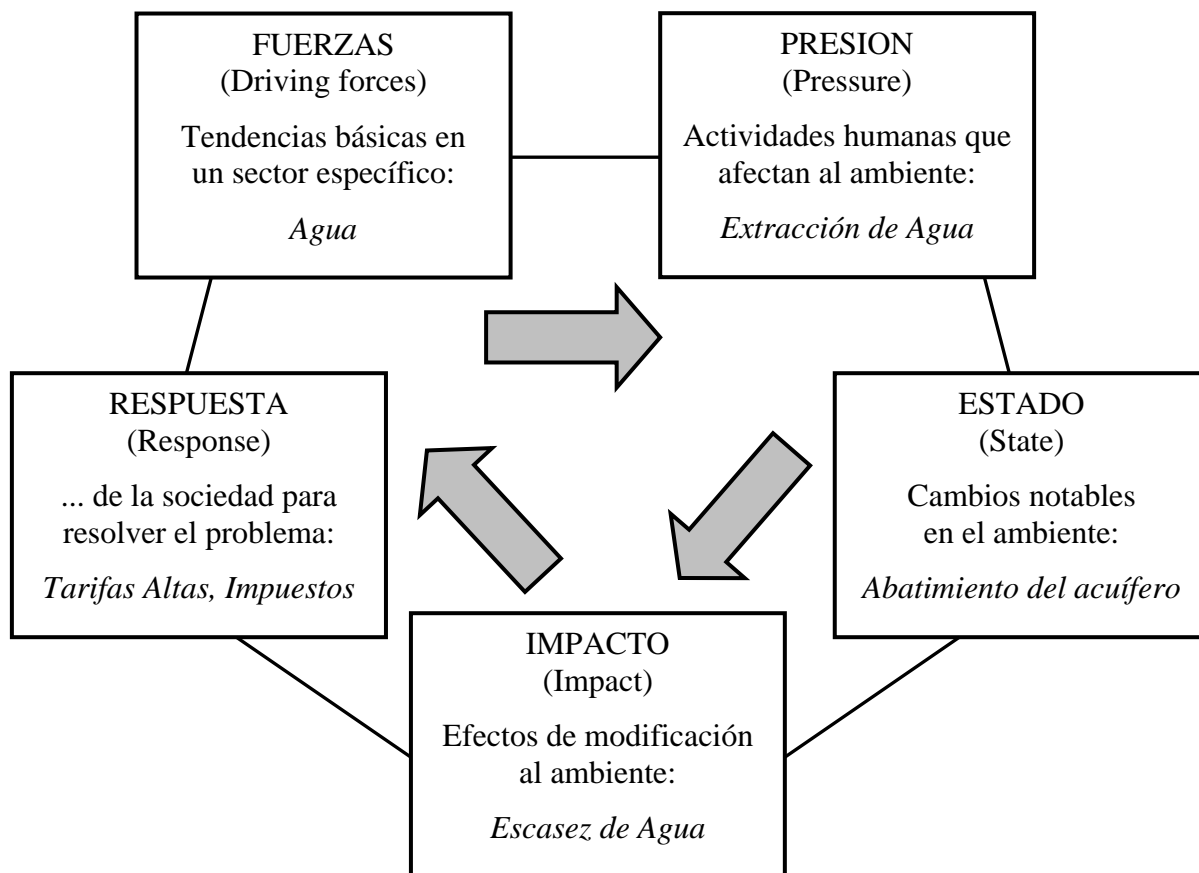 FUERZAS
(Driving forces)
Tendencias básicas en
un sector específico:
Agua
PRESION
(Pressure)
Actividades humanas que
afectan al ambiente:
Extracción de Agua
RESPUESTA
(Response)
... de la sociedad para
resolver el problema:
Tarifas Altas, Impuestos
ESTADO
(State)
Cambios notables
en el ambiente:
Abatimiento del acuífero
IMPACTO
(Impact)
Efectos de modificación
al ambiente:
Escasez de Agua